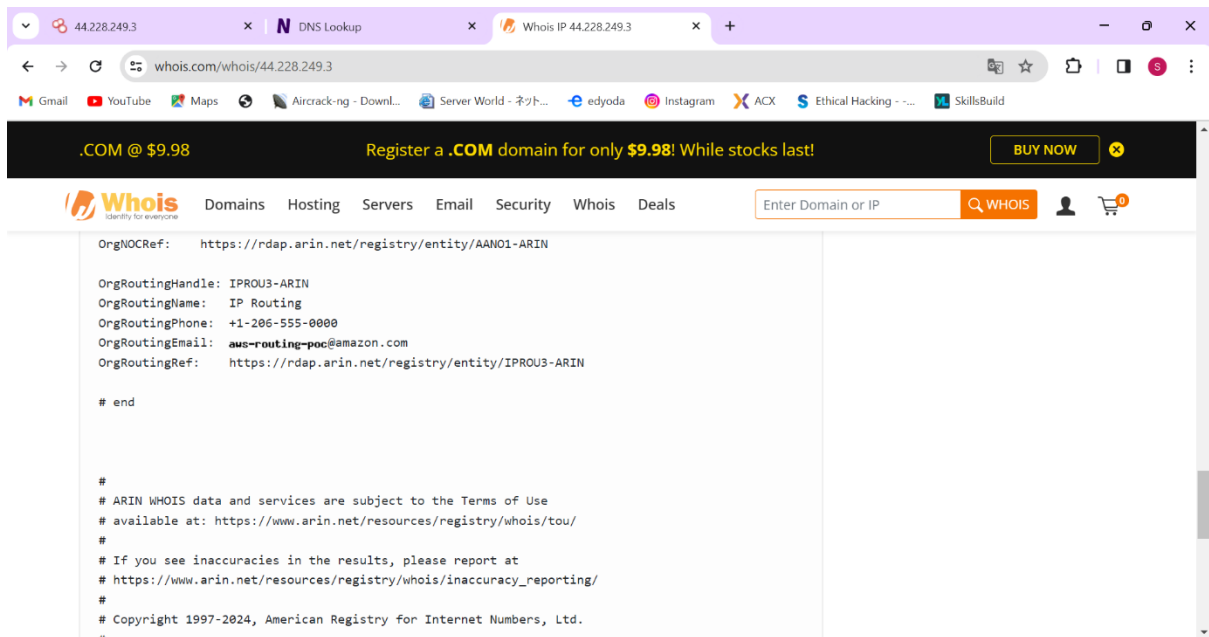 44.228.249.3
DNS Lookup
Whois IP 44.228.249.3
whois.com/whois/44.228.249.3
S
Gmail YouTube Maps Aircrack-ng - Downl... Server World - ネット... edyoda Instagram ACX Ethical Hacking - -... SkillsBuild
.COM @ $9.98 Register a .COM domain for only $9.98! While stocks last! BUY NOW
Whois Domains Hosting Servers Email Security Whois Deals Enter Domain or IP WHOIS 0
Identity for everyone
OrgNOCRef: https://rdap.arin.net/registry/entity/AANO1-ARIN
OrgRoutingHandle: IPROU3-ARIN
OrgRoutingName: IP Routing
OrgRoutingPhone: +1-206-555-0000
OrgRoutingEmail: aws-routing-poc@amazon.com
OrgRoutingRef: https://rdap.arin.net/registry/entity/IPROU3-ARIN
# end
#
# ARIN WHOIS data and services are subject to the Terms of Use
# available at: https://www.arin.net/resources/registry/whois/tou/
#
# If you see inaccuracies in the results, please report at
# https://www.arin.net/resources/registry/whois/inaccuracy_reporting/
#
# Copyright 1997-2024, American Registry for Internet Numbers, Ltd.
#